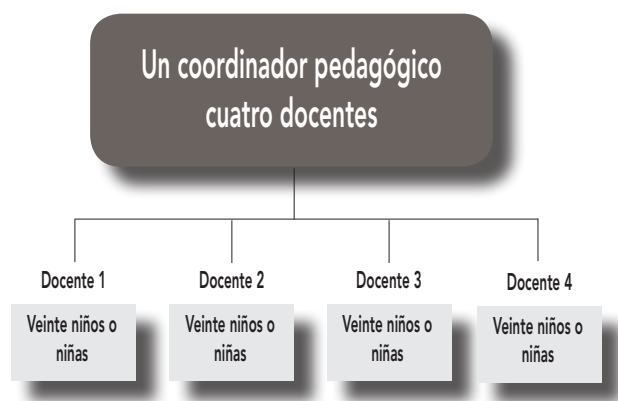 Un coordinador pedagógico
cuatro docentes
Docente 1
Docente 2
Docente 3
Docente 4
Veinte niños o
niñas
Veinte niños o
niñas
Veinte niños o
niñas
Veinte niños o
niñas